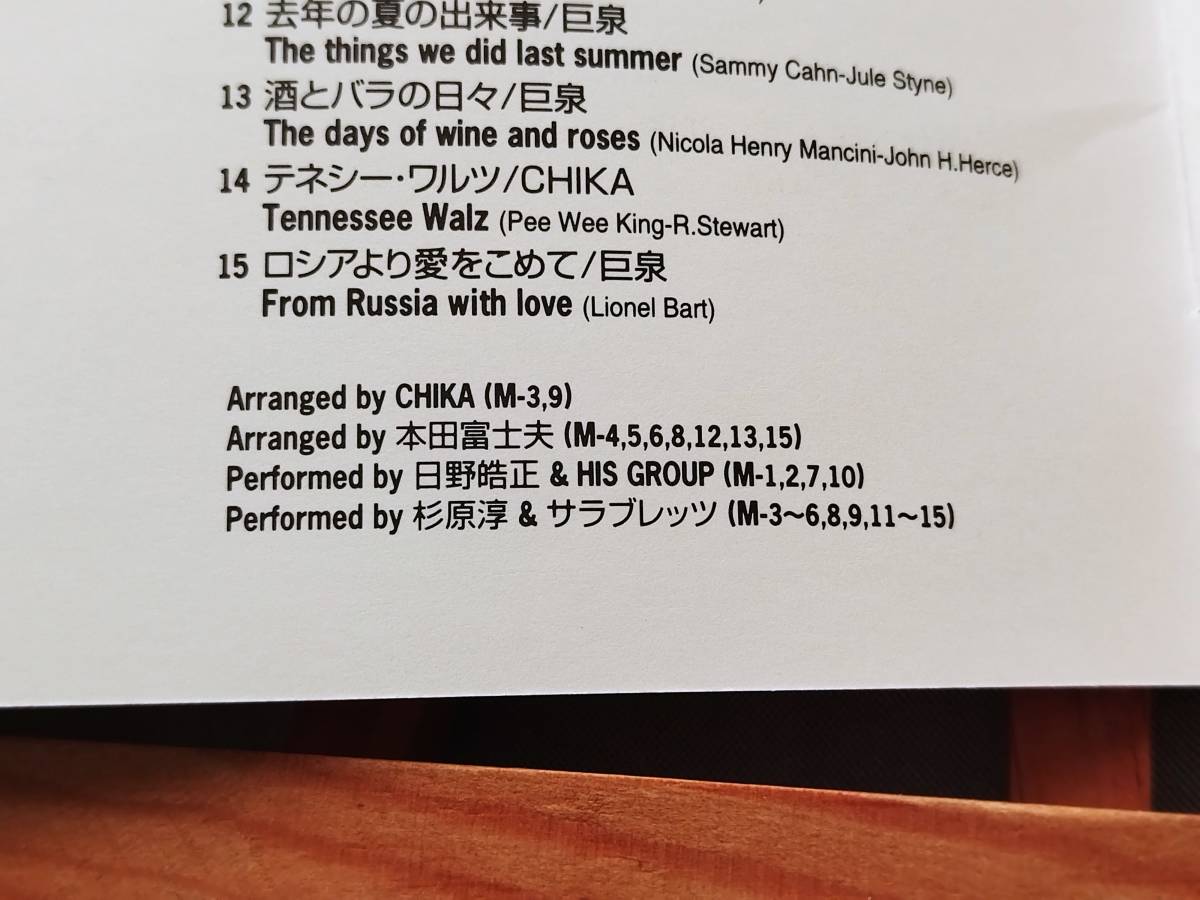 12 去年の夏の出来事/巨泉
The things we did last summer (Sammy Cahn-Jule Styne)
13 酒とバラの日々/巨泉
The days of wine and roses (Nicola Henry Mancini-John H.Herce)
14 テネシー・ワルツ/CHIKA
Tennessee Walz (Pee Wee King-R.Stewart)
15 ロシアより愛をこめて/巨泉
From Russia with love (Lionel Bart)
Arranged by CHIKA (M-3,9)
Arranged by 本田富士夫 (M-4,5,6,8,12,13,15)
Performed by 日野皓正 & HIS GROUP (M-1,2,7,10)
Performed by 杉原淳 & サラブレッツ (M-3〜6,8,9,11〜15)